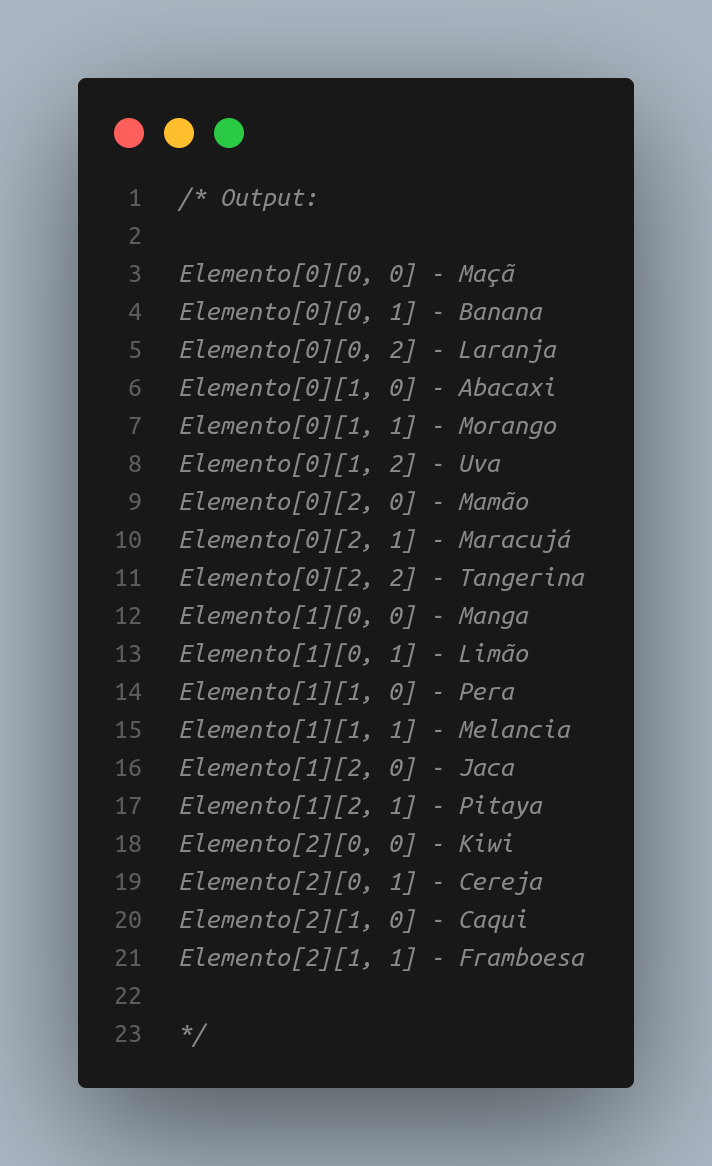 1 /* Output:
2
3 Elemento[0][0, 0] - Maçã
4 Elemento[0][0, 1] - Banana
5 Elemento[0][0, 2] - Laranja
6 Elemento[0][1, 0] - Abacaxi
7 Elemento[0][1, 1] - Morango
8 Elemento[0][1, 2] - Uva
9 Elemento[0][2, 0] - Mamão
10 Elemento[0][2, 1] - Maracujá
11 Elemento[0][2, 2] - Tangerina
12 Elemento[1][0, 0] - Manga
13 Elemento[1][0, 1] - Limão
14 Elemento[1][1, 0] - Pera
15 Elemento[1][1, 1] - Melancia
16 Elemento[1][2, 0] - Jaca
17 Elemento[1][2, 1] - Pitaya
18 Elemento[2][0, 0] - Kiwi
19 Elemento[2][0, 1] - Cereja
20 Elemento[2][1, 0] - Caqui
21 Elemento[2][1, 1] - Framboesa
22
23 */